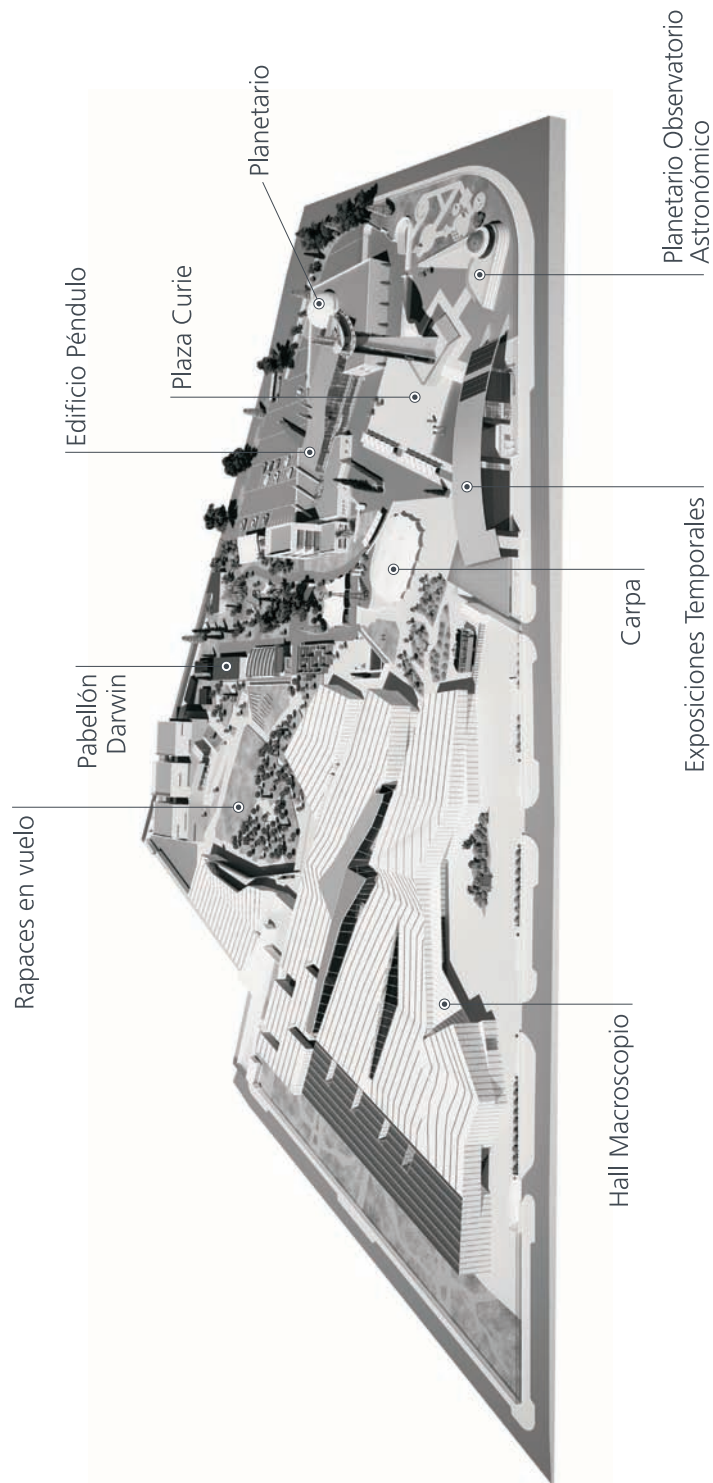 Rapaces en vuelo
Pabellón
Darwin
Edificio Péndulo
Plaza Curie
Planetario
Hall Macroscopio
Carpa
Exposiciones Temporales
Planetario Observatorio
Astronómico